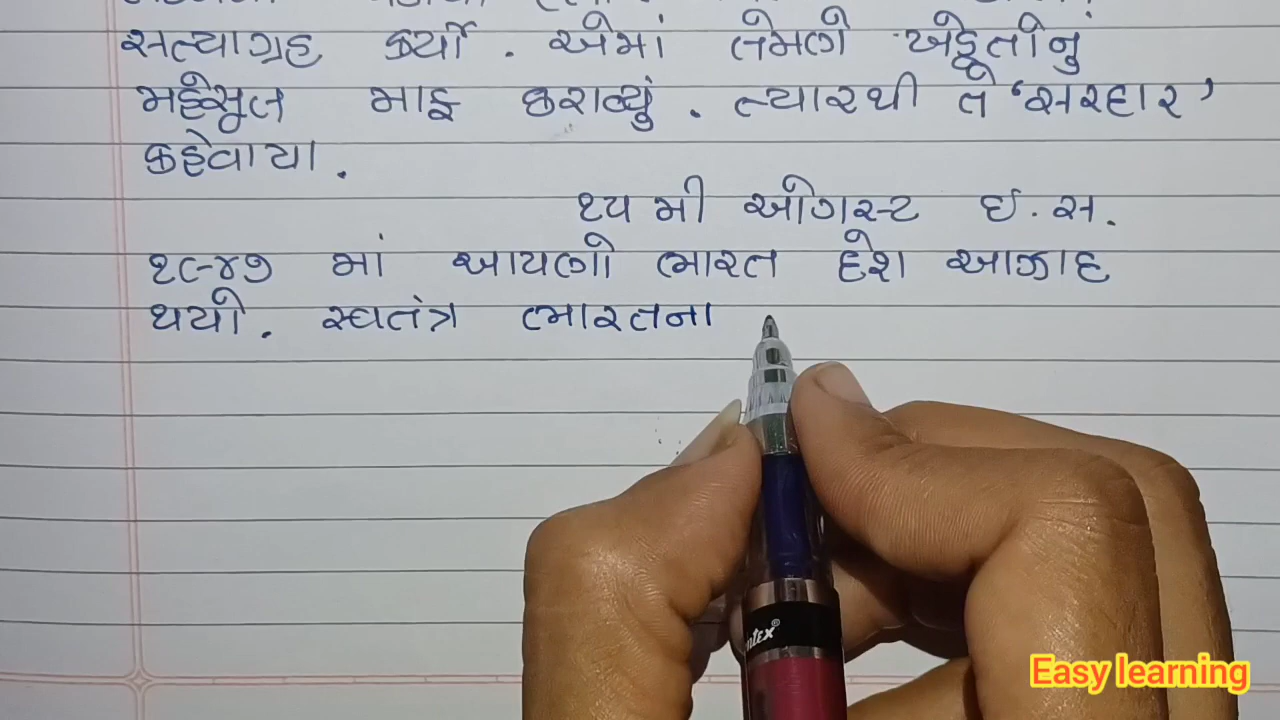 સત્યાગ્રહ કર્યો. એમાં તેમણે ખેડૂતોનું
મહેસૂલ માફ કરાવ્યું. ત્યારથી તે ‘સરદાર’
કહેવાયા.
૧૫ મી ઓગસ્ટ ઈ.સ.
૧૯૪૭ માં આપણો ભારત દેશ આઝાદ
થયો. સ્વતંત્ર ભારતના
Easy learning